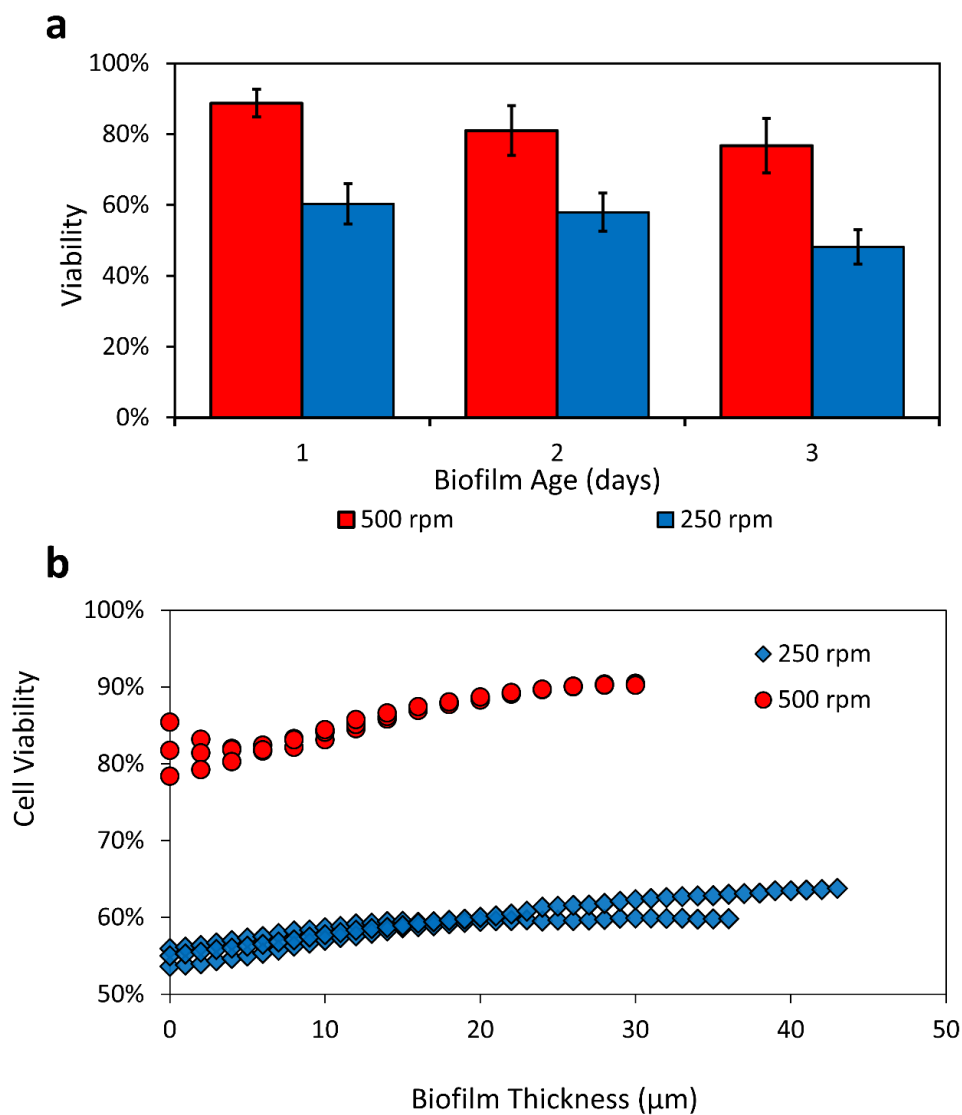 a
100%
80%
60%
40%
20%
0%
Viability
1 2 3
Biofilm Age (days)
500 rpm 250 rpm
b
100%
90%
80%
70%
60%
50%
Cell Viability
250 rpm
500 rpm
0 10 20 30 40 50
Biofilm Thickness (μm)